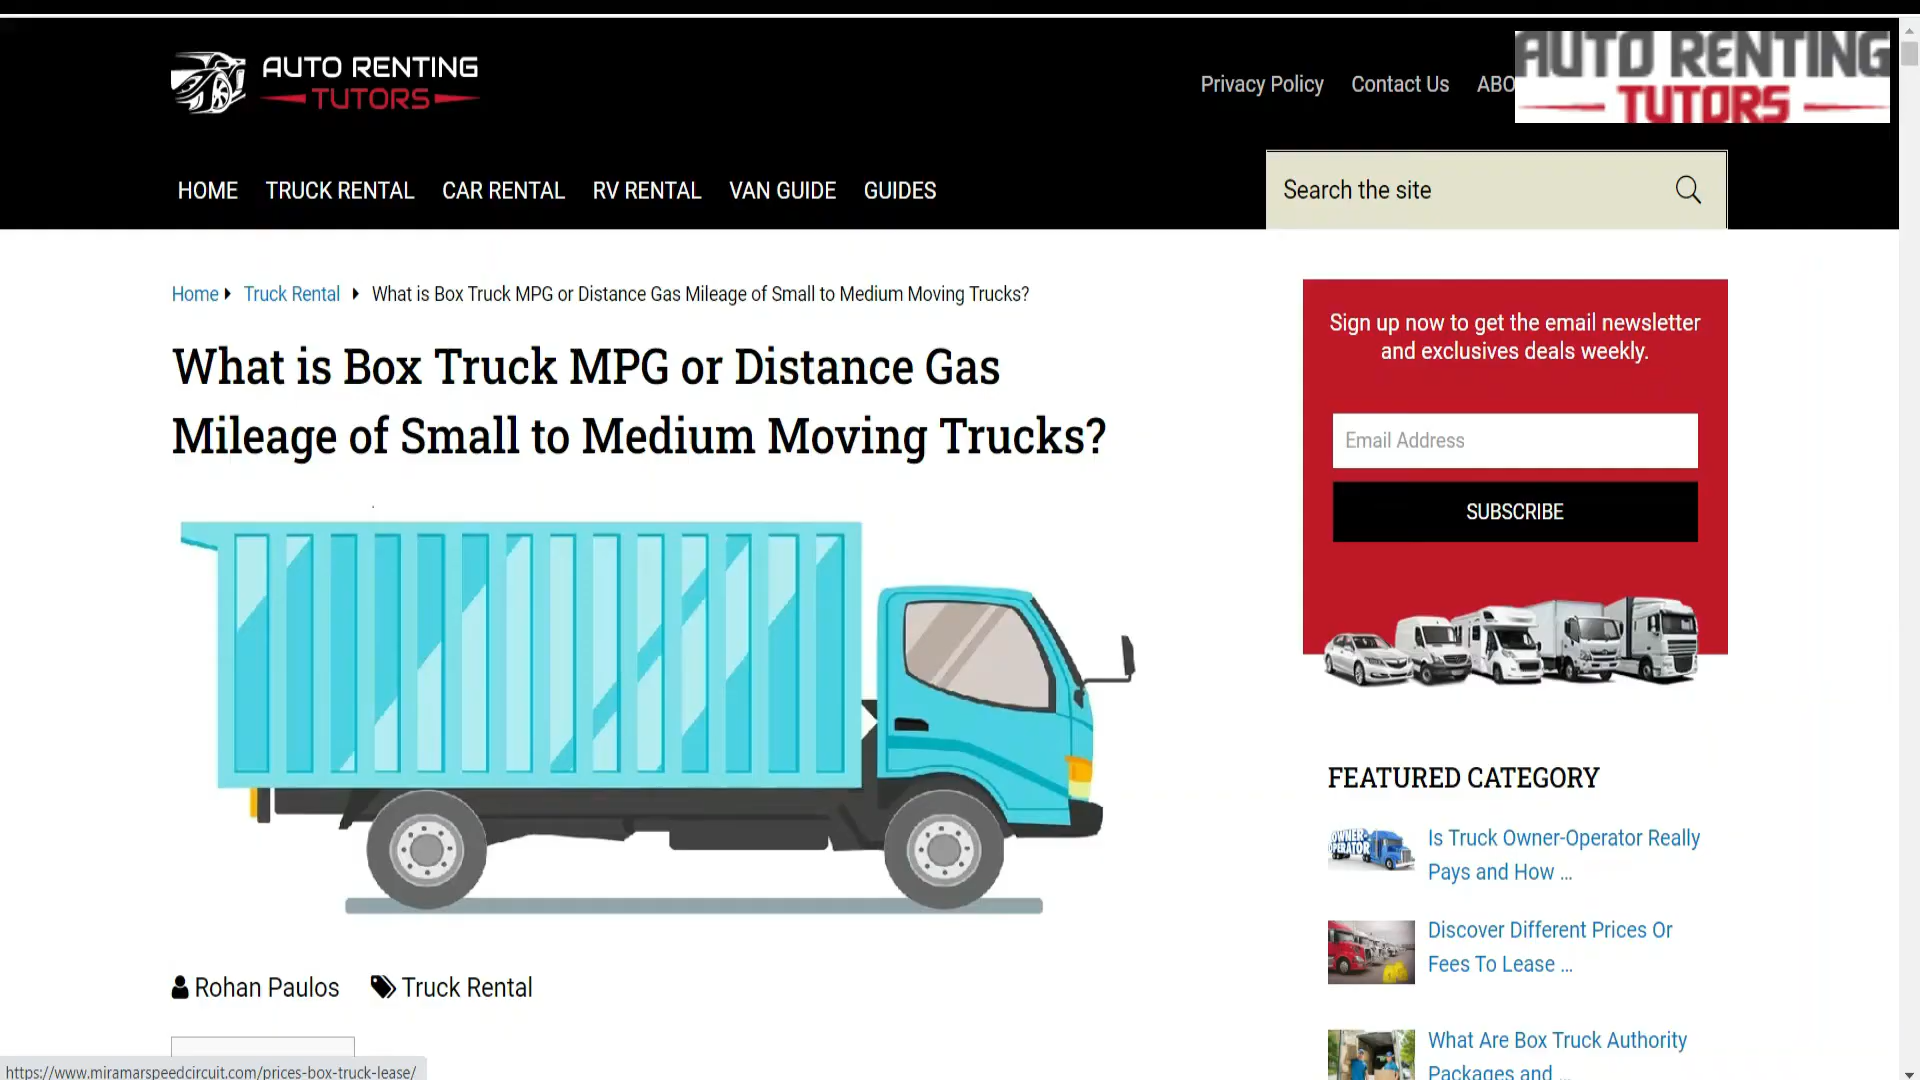 AUTO RENTING
TUTORS
Privacy Policy
Contact Us
ABO
AUTO RENTING
TUTORS
HOME
TRUCK RENTAL
CAR RENTAL
RV RENTAL
VAN GUIDE
GUIDES
Search the site
Home
Truck Rental
What is Box Truck MPG or Distance Gas Mileage of Small to Medium Moving Trucks?
What is Box Truck MPG or Distance Gas
Mileage of Small to Medium Moving Trucks?
Sign up now to get the email newsletter
and exclusives deals weekly.
Email Address
SUBSCRIBE
Rohan Paulos
Truck Rental
FEATURED CATEGORY
OWNER-
OPERATOR
Is Truck Owner-Operator Really
Pays and How ...
Discover Different Prices Or
Fees To Lease ...
What Are Box Truck Authority
Packages and ...
https://www.miramarspeedcircuit.com/prices-box-truck-lease/